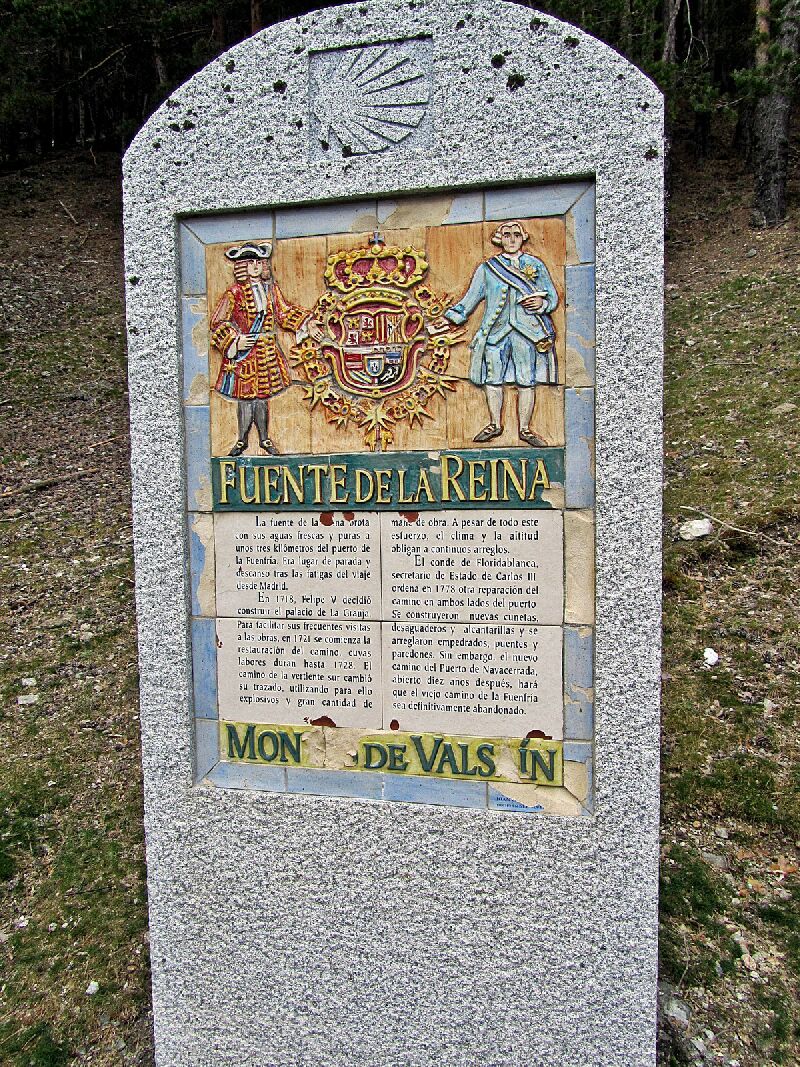 FUENTE DE LA REINA
La fuente de la na brota
con sus aguas frescas y puras a
unos tres kilómetros del puerto de
la Fuenfría. Era lugar de parada y
descanso tras las fatigas del viaje
desde Madrid.
En 1718, Felipe V decidió
construir el palacio de La Granja.
Para facilitar sus frecuentes visitas
a las obras, en 1721 se comienza la
restauración del camino, cuyas
labores duran hasta 1728. El
camino de la vertiente sur cambió
su trazado, utilizando para ello
explosivos y gran cantidad de
mano de obra. A pesar de todo este
esfuerzo, el clima y la altitud
obligan a continuos arreglos.
El conde de Floridablanca,
secretario de Estado de Carlos III
ordena en 1778 otra reparación del
camino en ambos lados del puerto
Se construyeron nuevas cunetas,
desaguaderos y alcantarillas y se
arreglaron empedrados, puentes y
paredones. Sin embargo, el nuevo
camino del Puerto de Navacerrada,
abierto diez años después, hará
que el viejo camino de la Fuenfría
sea definitivamente abandonado.
MON DE VALS ÍN